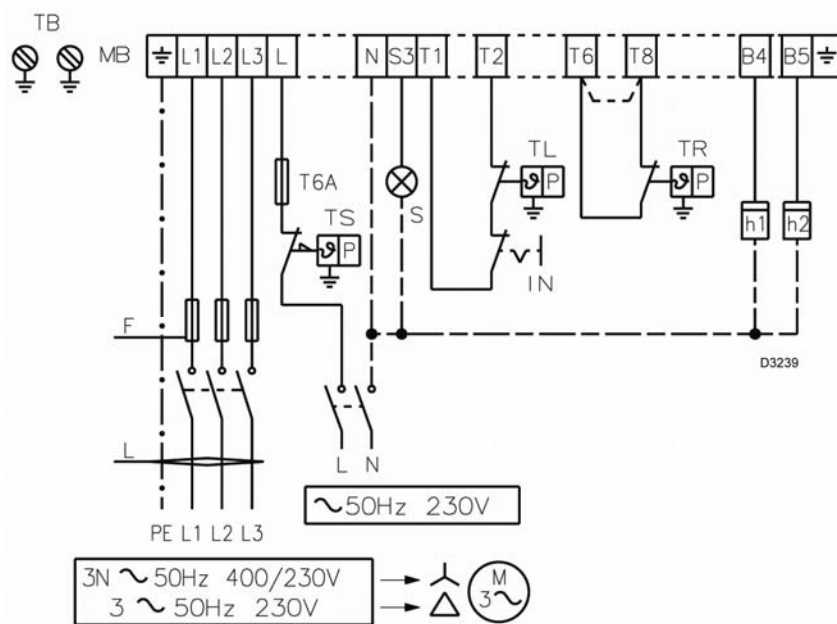 TB
MB L1 L2 L3 L N S3 T1 T2 T6 T8 B4 B5
T6A
TS
P
S
TL
P
IN
TR
P
h1 h2
F
D3239
L
L N
PE L1 L2 L3
50Hz 230V
3N ~ 50Hz 400/230V
3 ~ 50Hz 230V
M
3~